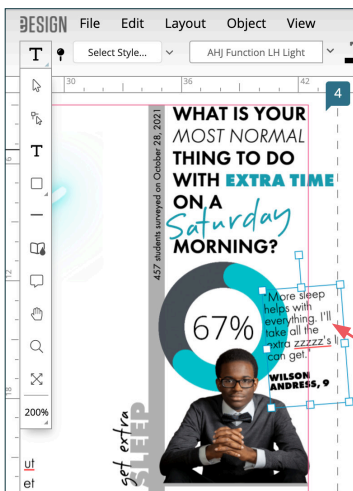 DESIGN File Edit Layout Object View
T Select Style... AHJ Function LH Light
30 36 42
4
T
6
12
18
200%
457 students surveyed on October 28, 2021
WHAT IS YOUR
MOST NORMAL
THING TO DO
WITH EXTRA TIME
ON A
Saturday
MORNING?
67%
"More sleep
helps with
everything. I'll
take all the
extra zzzzz's I
can get."
WILSON
ANDRESS, 9
get extra
SLEEP
ut
et